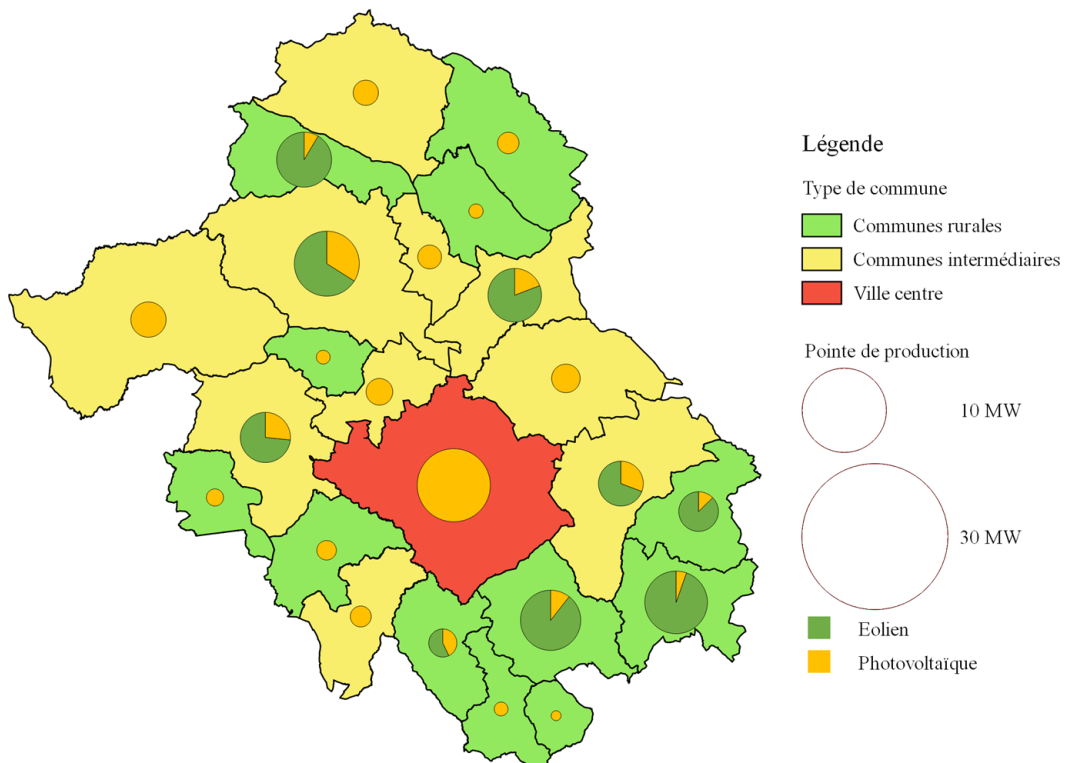 Légende
Type de commune
Communes rurales
Communes intermédiaires
Ville centre
Pointe de production
10 MW
30 MW
Eolien
Photovoltaïque